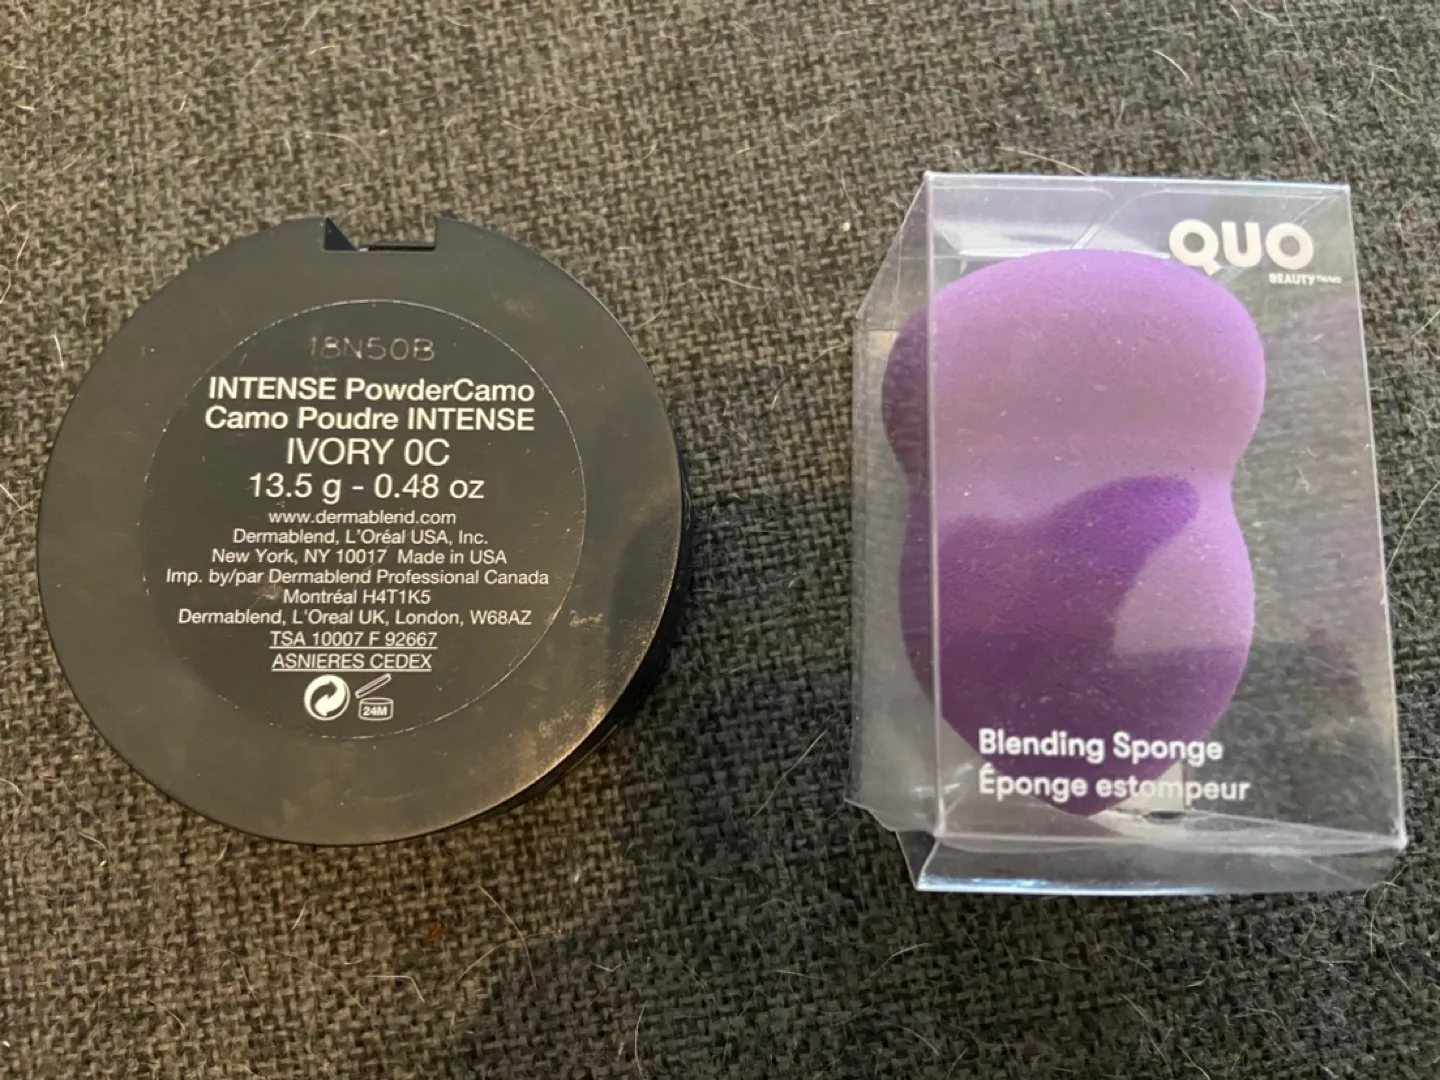 18N50B
INTENSE PowderCamo
Camo Poudre INTENSE
IVORY 0C
13.5 g - 0.48 oz
www.dermablend.com
Dermablend, L'Oréal USA, Inc.
New York, NY 10017 Made in USA
Imp. by/par Dermablend Professional Canada
Montréal H4T1K5
Dermablend, L'Oreal UK, London, W68AZ
TSA 10007 F 92667
ASNIERES CEDEX
24M
QUO
BEAUTY
Blending Sponge
Éponge estompeur